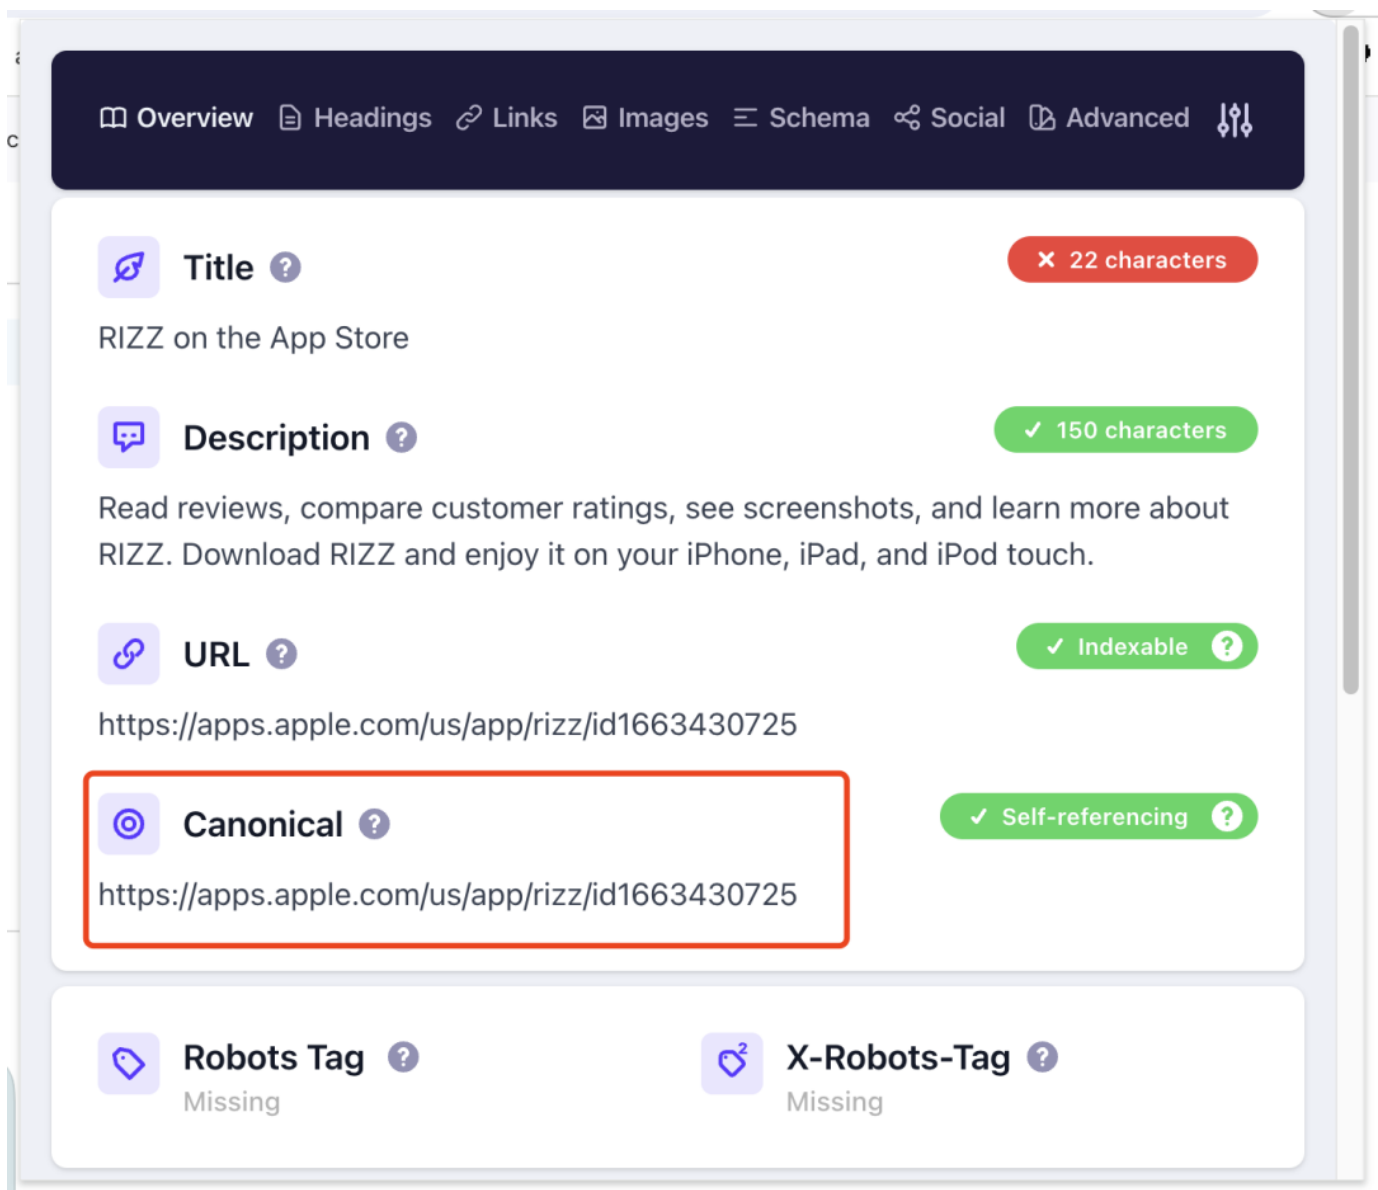 Overview Headings Links Images Schema Social Advanced
Title ? 22 characters
RIZZ on the App Store
Description ? 150 characters
Read reviews, compare customer ratings, see screenshots, and learn more about
RIZZ. Download RIZZ and enjoy it on your iPhone, iPad, and iPod touch.
URL ? Indexable ?
https://apps.apple.com/us/app/rizz/id1663430725
Canonical ? Self-referencing ?
https://apps.apple.com/us/app/rizz/id1663430725
Robots Tag ? 2 X-Robots-Tag ?
Missing Missing